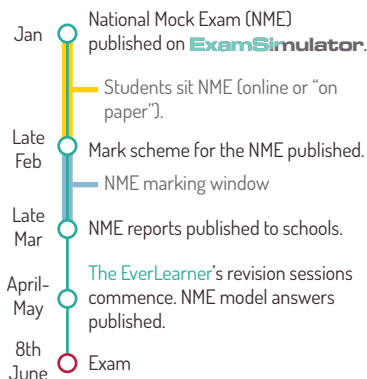 Jan
National Mock Exam (NME)
published on ExamSimulator.
Students sit NME (online or “on
paper”).
Late
Feb
Mark scheme for the NME published.
NME marking window
Late
Mar
NME reports published to schools.
April-
May
The EverLearner’s revision sessions
commence. NME model answers
published.
8th
June
Exam